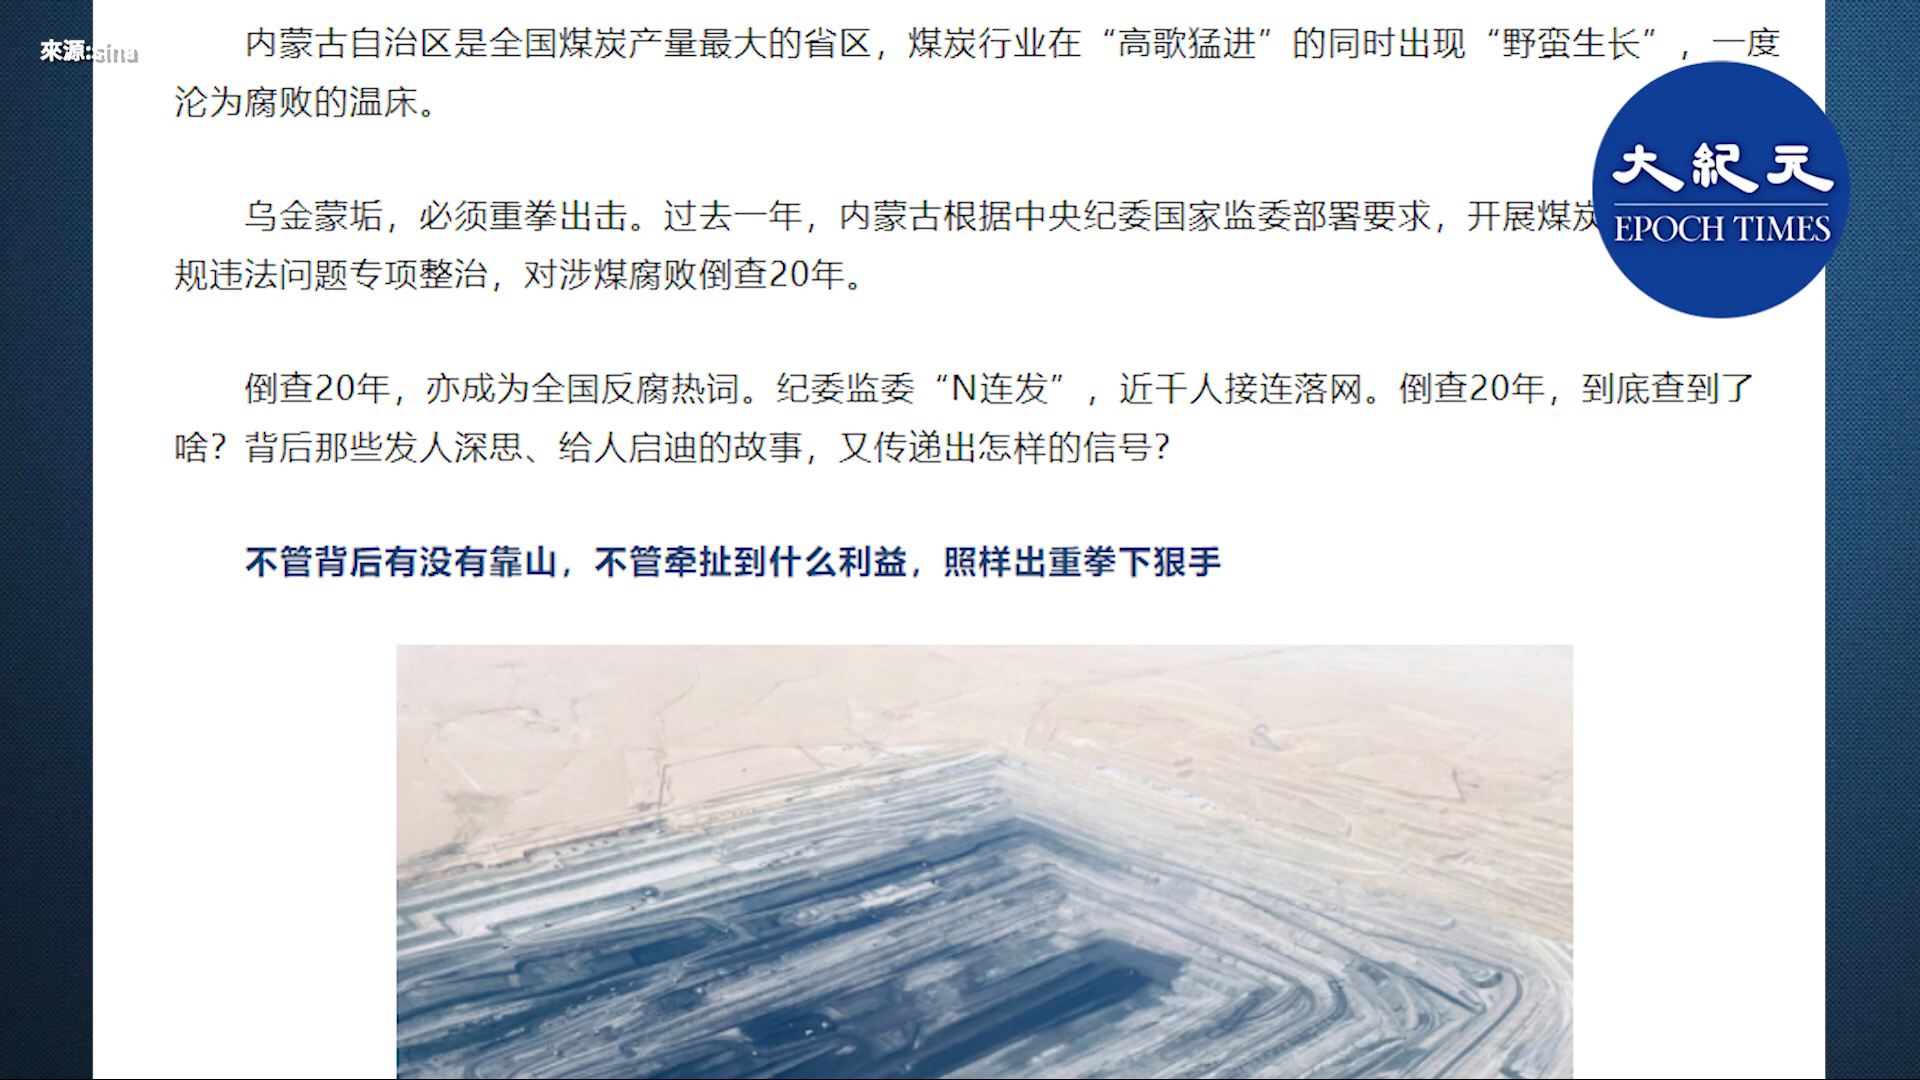 來源:sina
内蒙古自治区是全国煤炭产量最大的省区，煤炭行业在“高歌猛进”的同时出现“野蛮生长”，一度
沦为腐败的温床。
大紀元
EPOCH TIMES
乌金蒙垢，必须重拳出击。过去一年，内蒙古根据中央纪委国家监委部署要求，开展煤炭
规违法问题专项整治，对涉煤腐败倒查20年。
倒查20年，亦成为全国反腐热词。纪委监委“N连发”，近千人接连落网。倒查20年，到底查到了
啥？背后那些发人深思、给人启迪的故事，又传递出怎样的信号？
不管背后有没有靠山，不管牵扯到什么利益，照样出重拳下狠手